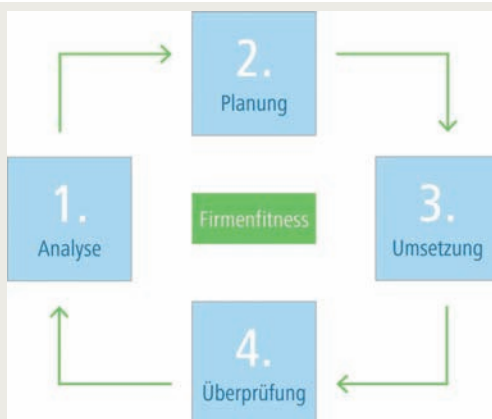 1.
Analyse
2.
Planung
3.
Umsetzung
4.
Überprüfung
Firmenfitness